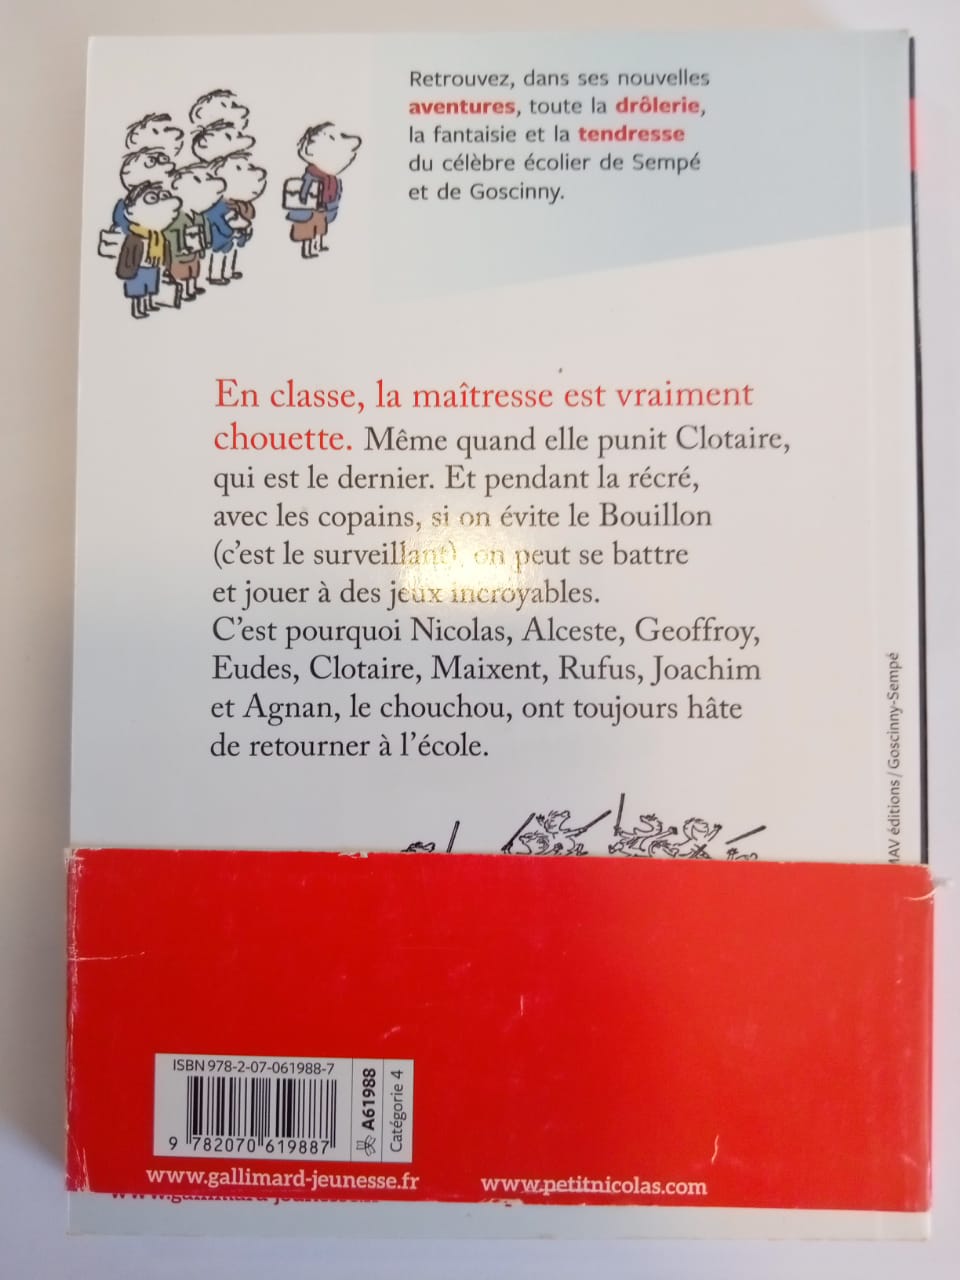 Retrouvez, dans ses nouvelles
aventures, toute la drôlerie,
la fantaisie et la tendresse
du célèbre écolier de Sempé
et de Goscinny.
En classe, la maîtresse est vraiment
chouette. Même quand elle punit Clotaire,
qui est le dernier. Et pendant la récré,
avec les copains, si on évite le Bouillon
(c'est le surveillant), on peut se battre
et jouer à des jeux incroyables.
C'est pourquoi Nicolas, Alceste, Geoffroy,
Eudes, Clotaire, Maixent, Rufus, Joachim
et Agnan, le chouchou, ont toujours hâte
de retourner à l'école.
éditions / Goscinny-Sempé
ISBN 978-2-07-061988-7
9 782070 619887
A61988
Catégorie 4
www.gallimard-jeunesse.fr
www.petitnicolas.com